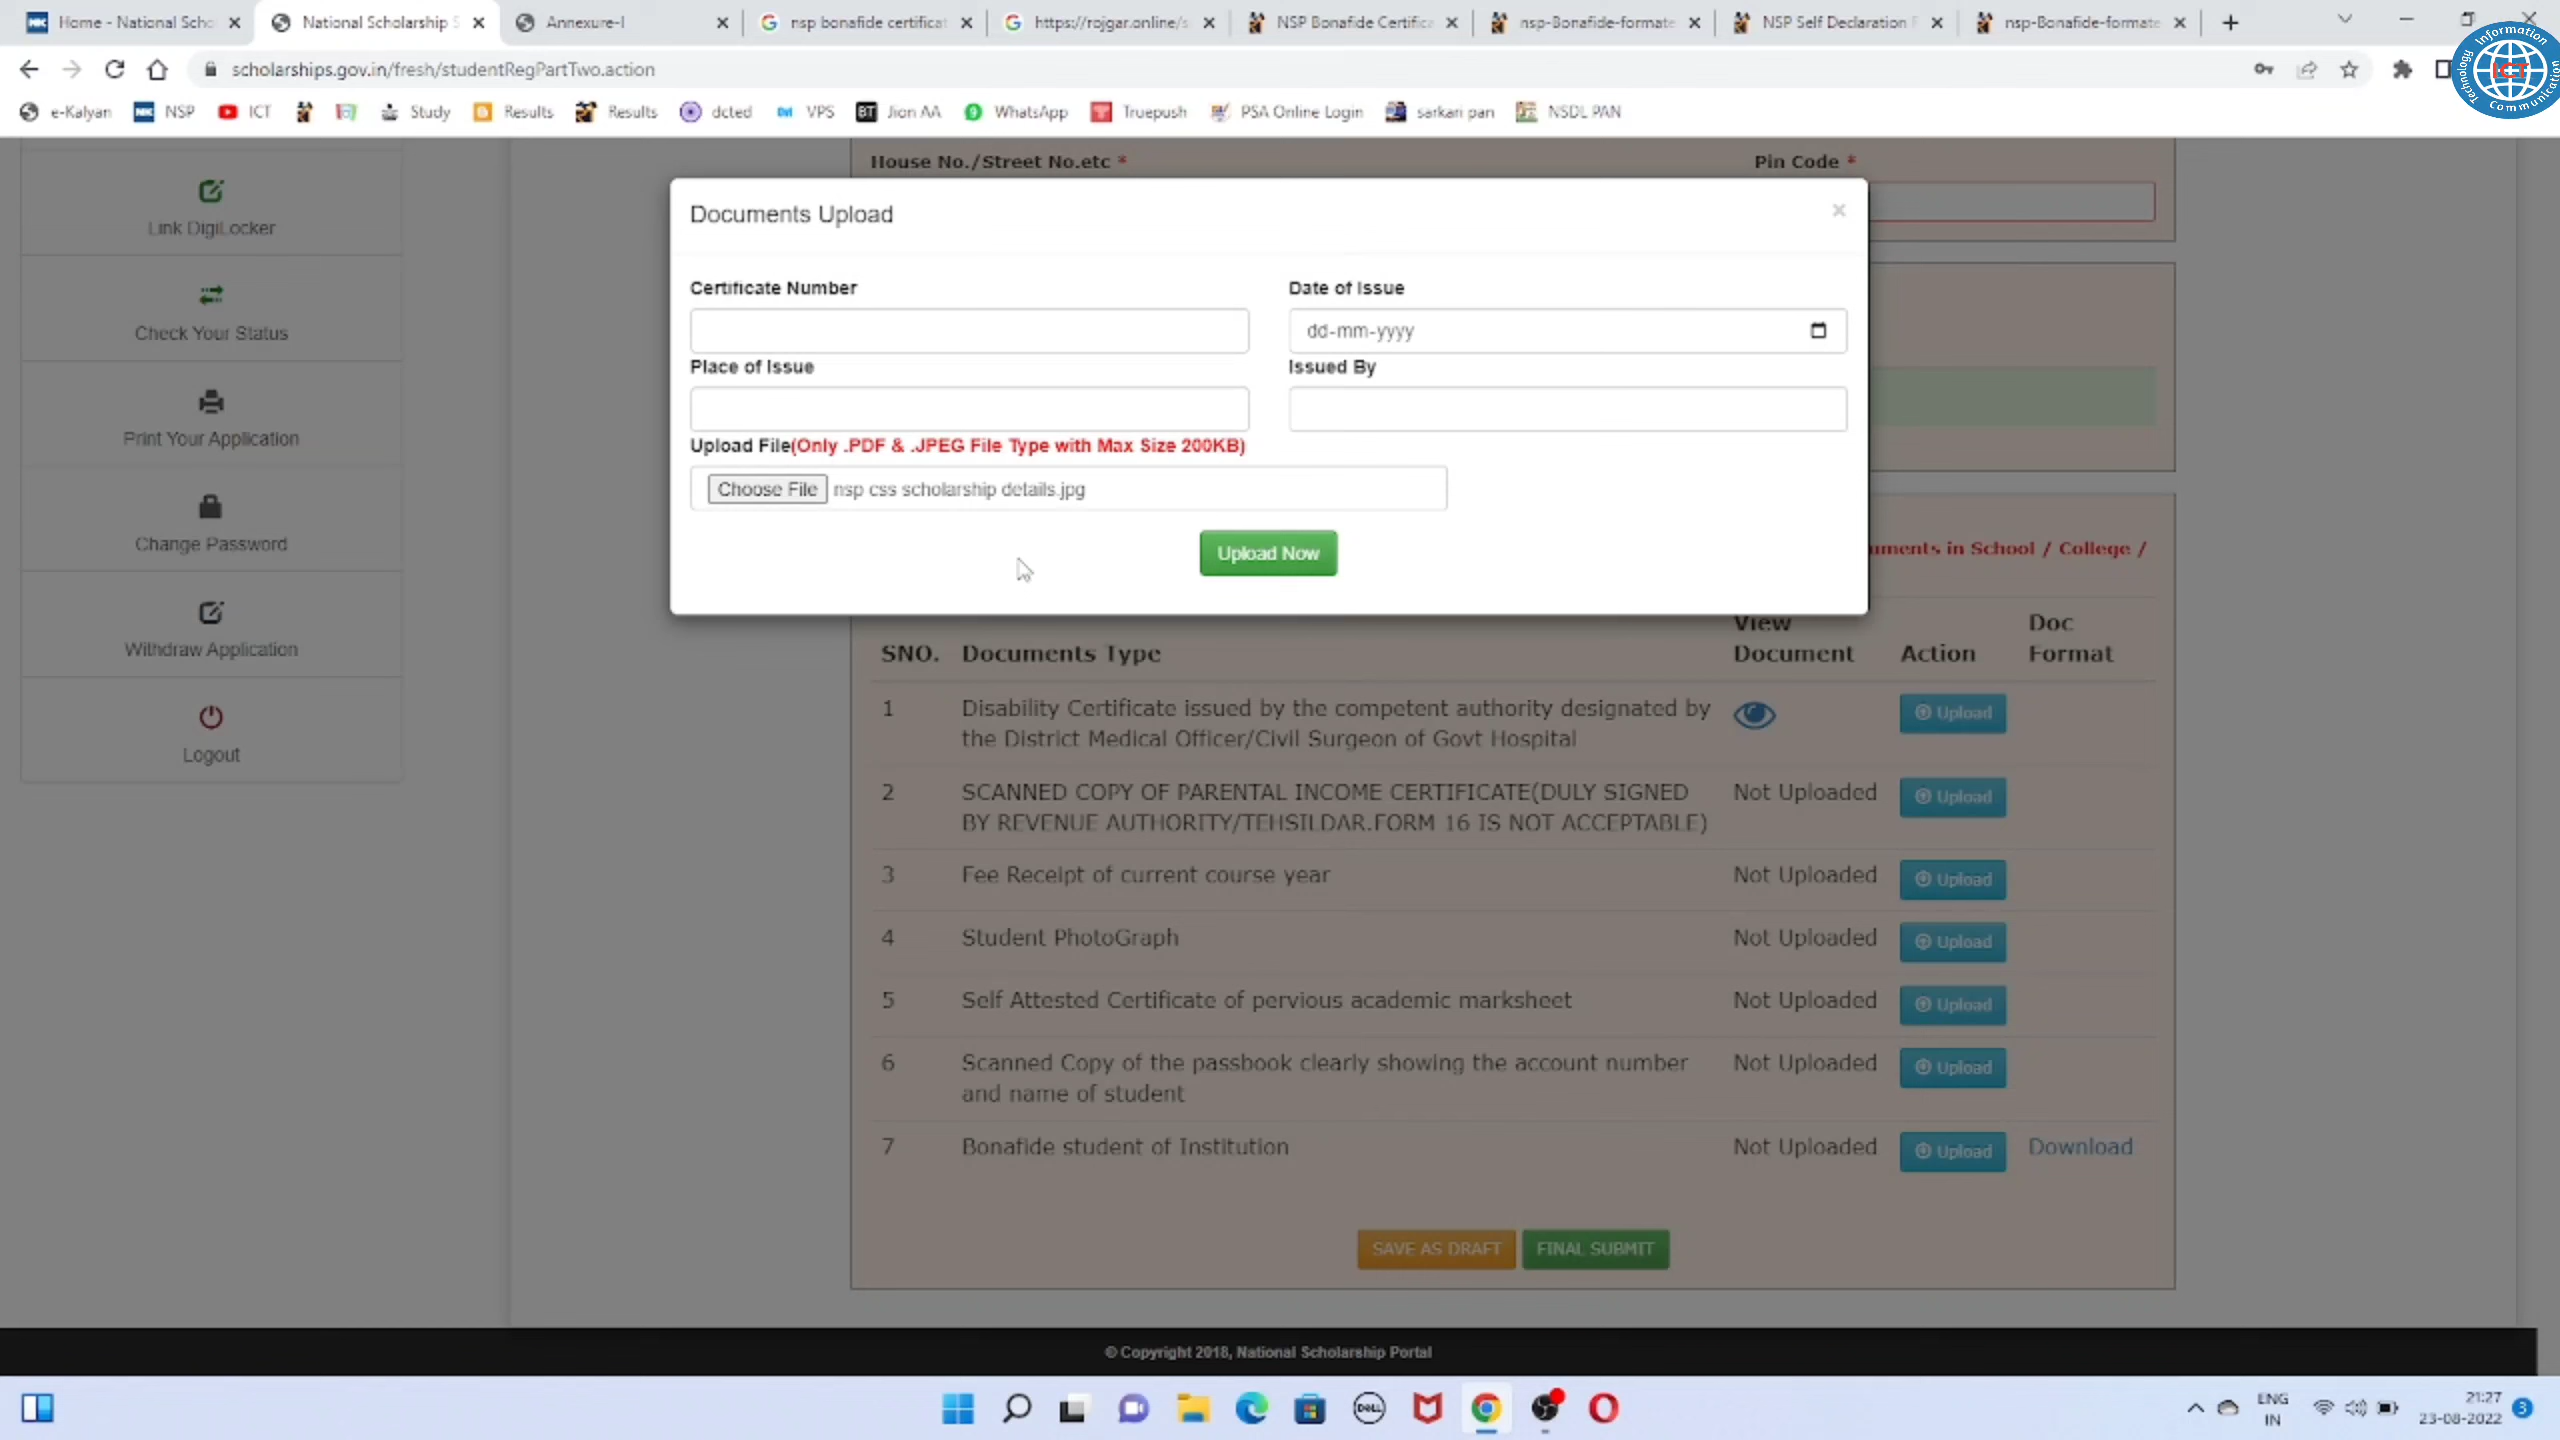 Home - National Scho
National Scholarship S
Annexure-I
nsp bonafide certificat
https://rojgar.online/s
NSP Bonafide Certifica
nsp-Bonafide-formate
NSP Self Declaration F
nsp-Bonafide-formate
scholarships.gov.in/fresh/studentRegPartTwo.action
Information
ICT
Technology
Communication
e-Kalyan
NSP
ICT
Study
Results
Results
dcted
VPS
BT Jion AA
WhatsApp
Truepush
PSA Online Login
sarkari pan
NSDL PAN
House No./Street No.etc *
Pin Code *
Documents Upload
×
Link DigiLocker
Check Your Status
Print Your Application
Change Password
Withdraw Application
Logout
Certificate Number
Date of Issue
dd-mm-yyyy
Place of Issue
Issued By
Upload File(Only .PDF & .JPEG File Type with Max Size 200KB)
Choose File nsp css scholarship details.jpg
Upload Now
uments in School / College /
SNO. Documents Type View Document Action Doc Format
1 Disability Certificate issued by the competent authority designated by
the District Medical Officer/Civil Surgeon of Govt Hospital
Upload
2 SCANNED COPY OF PARENTAL INCOME CERTIFICATE(DULY SIGNED
BY REVENUE AUTHORITY/TEHSILDAR.FORM 16 IS NOT ACCEPTABLE)
Not Uploaded Upload
3 Fee Receipt of current course year Not Uploaded Upload
4 Student PhotoGraph Not Uploaded Upload
5 Self Attested Certificate of pervious academic marksheet Not Uploaded Upload
6 Scanned Copy of the passbook clearly showing the account number
and name of student
Not Uploaded Upload
7 Bonafide student of Institution Not Uploaded Upload Download
SAVE AS DRAFT FINAL SUBMIT
© Copyright 2018, National Scholarship Portal
DELL
ENG
IN
21:27
23-08-2022
3